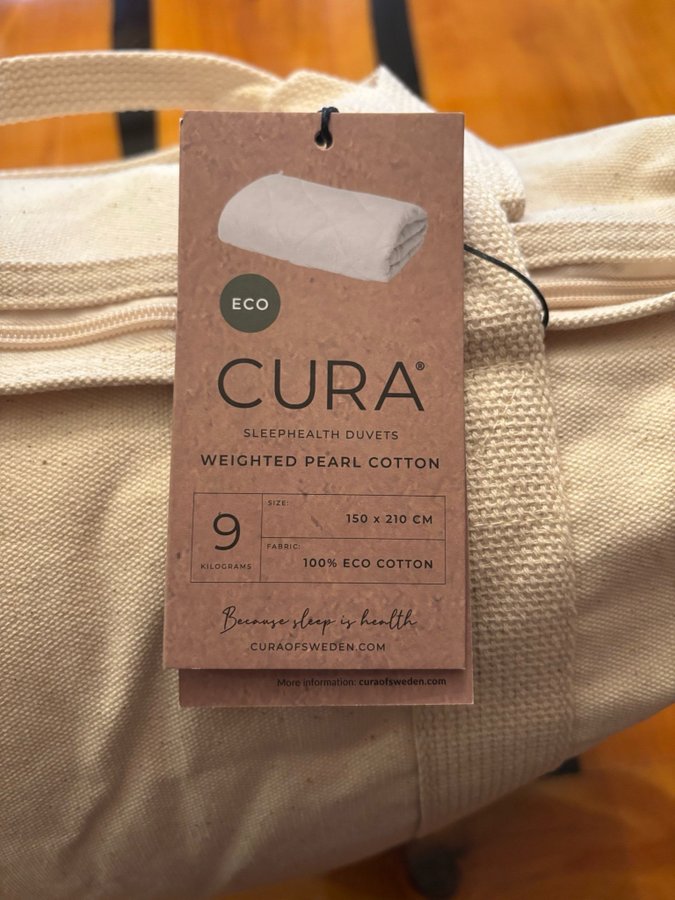 ECO
CURA®
SLEEPHEALTH DUVETS
WEIGHTED PEARL COTTON
9
KILOGRAMS
SIZE:
150 x 210 CM
FABRIC:
100% ECO COTTON
Because sleep is health
CURAOFSWEDEN.COM
More information: curaofsweden.com